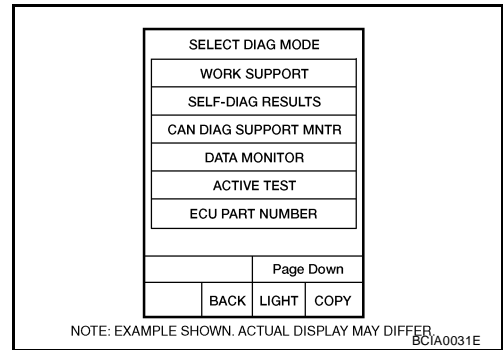 SELECT DIAG MODE
WORK SUPPORT
SELF-DIAG RESULTS
CAN DIAG SUPPORT MNTR
DATA MONITOR
ACTIVE TEST
ECU PART NUMBER
Page Down
BACK LIGHT COPY
NOTE: EXAMPLE SHOWN. ACTUAL DISPLAY MAY DIFFER.
BCIA0031E